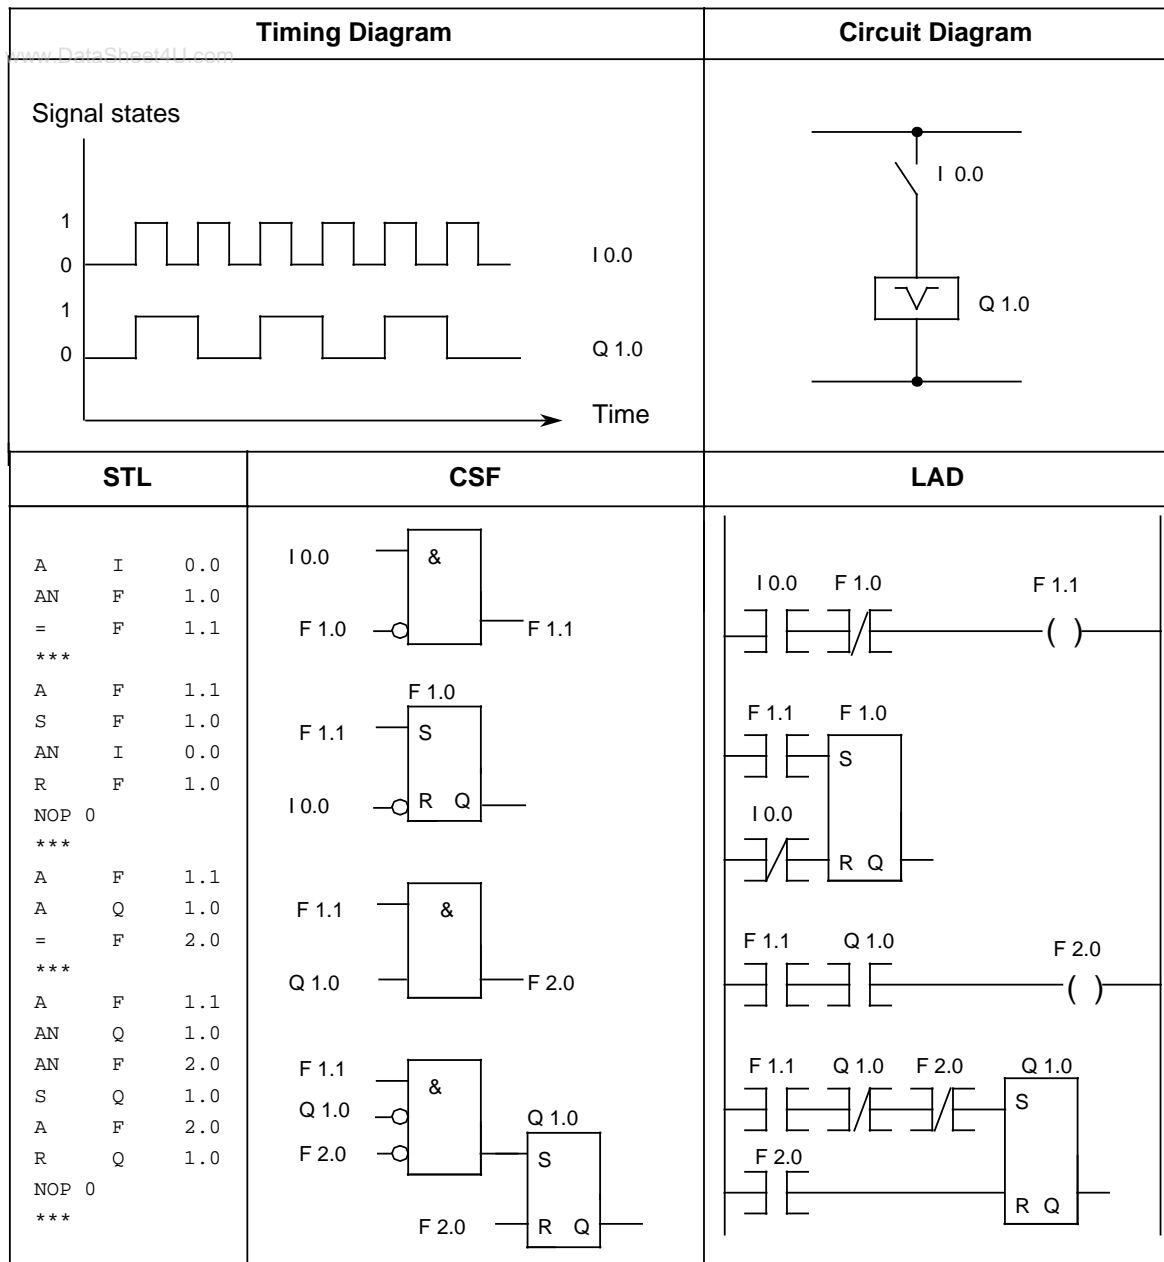 Timing Diagram
Circuit Diagram
www.DataSheet4U.com
Signal states
1
0
I 0.0
1
0
Q 1.0
Time
I 0.0
Q 1.0
STL
CSF
LAD
A I 0.0
AN F 1.0
= F 1.1
***
A F 1.1
S F 1.0
AN I 0.0
R F 1.0
NOP 0
***
A F 1.1
A Q 1.0
= F 2.0
***
A F 1.1
AN Q 1.0
AN F 2.0
S Q 1.0
A F 2.0
R Q 1.0
NOP 0
***
I 0.0 &
F 1.0 F 1.1
F 1.0
F 1.1 S
I 0.0 R Q
F 1.1 &
Q 1.0 F 2.0
F 1.1 &
Q 1.0 Q 1.0
F 2.0 S
F 2.0 R Q
I 0.0 F 1.0 F 1.1
( )
F 1.1 F 1.0
S
I 0.0
R Q
F 1.1 Q 1.0 F 2.0
( )
F 1.1 Q 1.0 F 2.0 Q 1.0
S
F 2.0
R Q